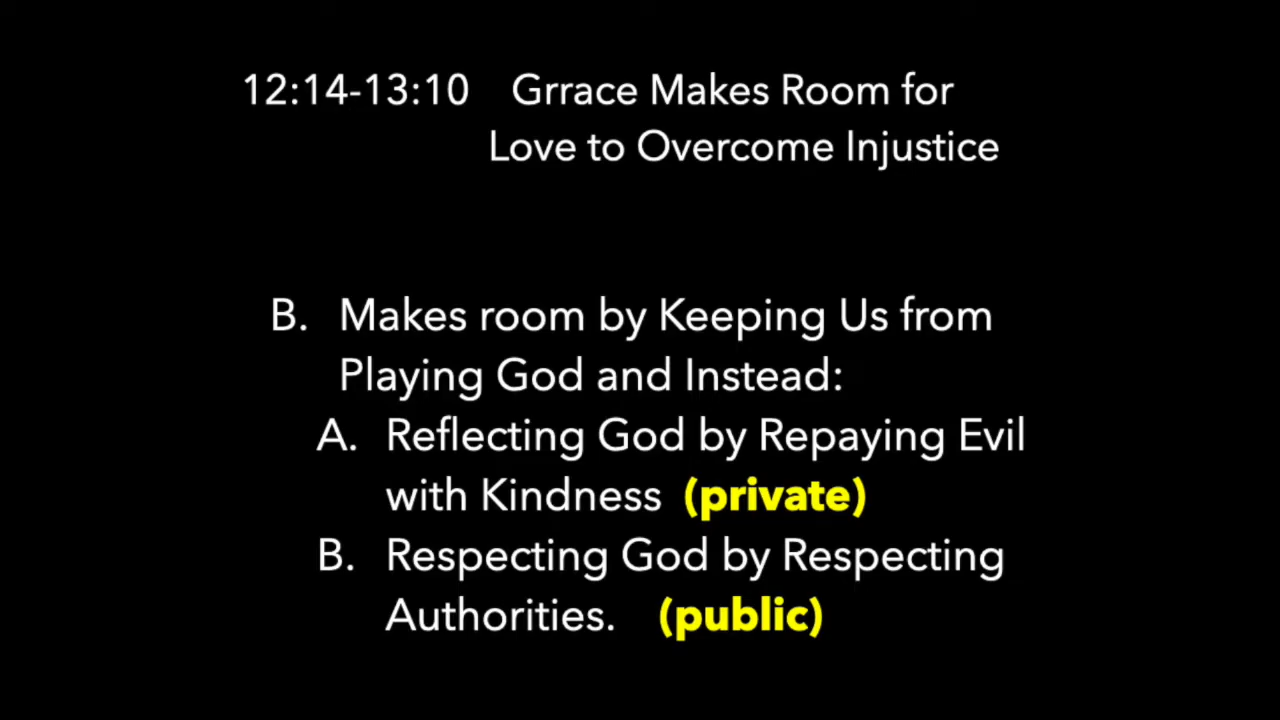 12:14-13:10 Grrace Makes Room for
Love to Overcome Injustice
B. Makes room by Keeping Us from
Playing God and Instead:
A. Reflecting God by Repaying Evil
with Kindness (private)
B. Respecting God by Respecting
Authorities. (public)